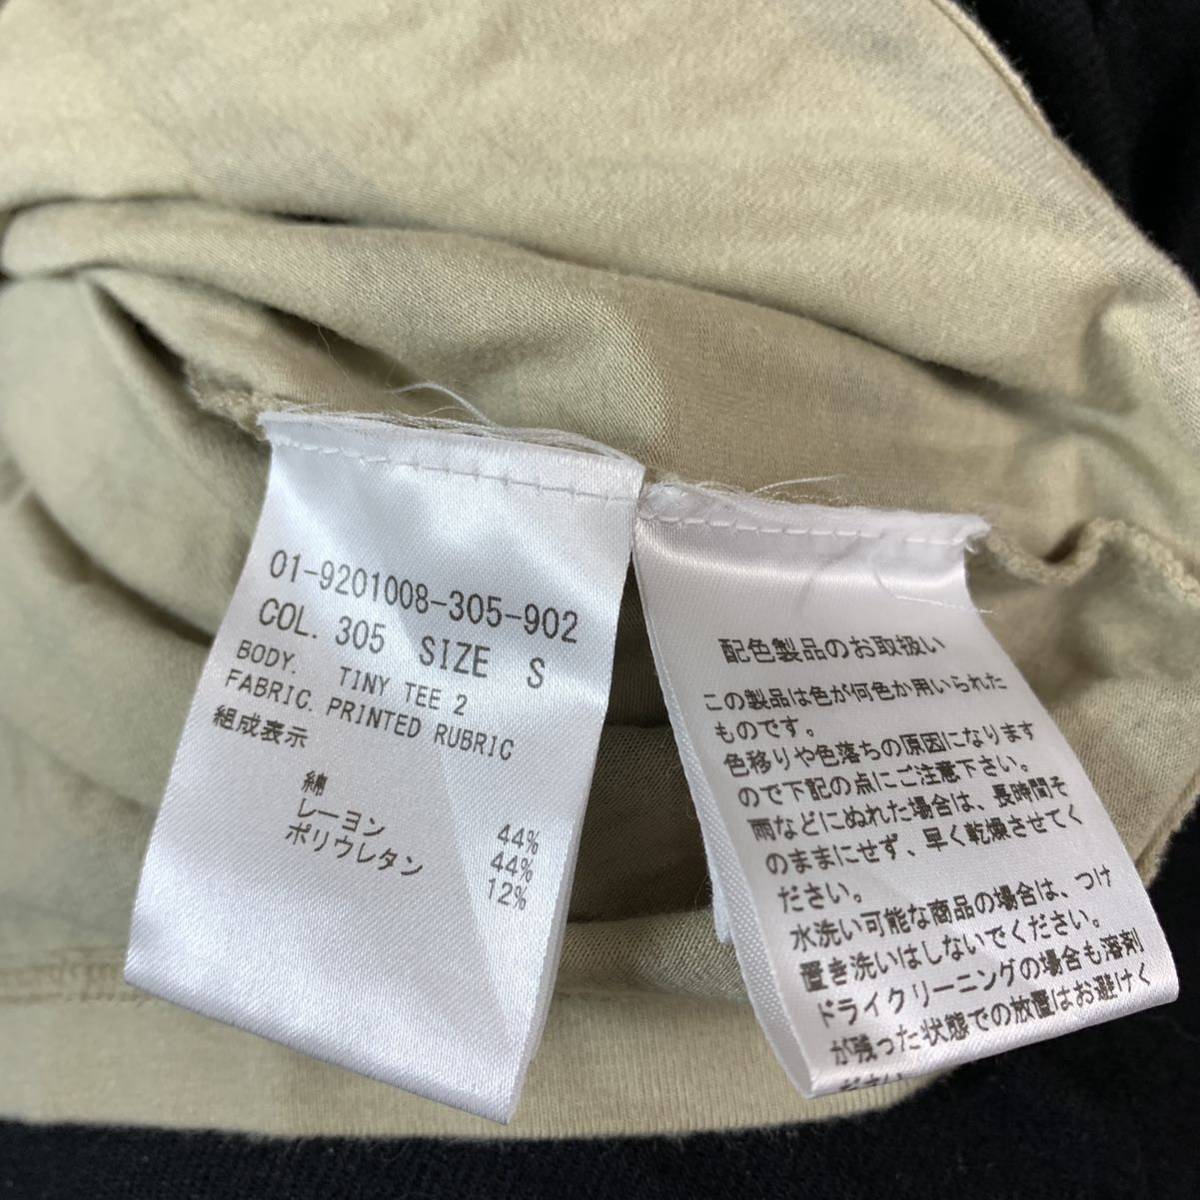 01-9201008-305-902
COL. 305 SIZE S
BODY. TINY TEE 2
FABRIC. PRINTED RUBRIC
組成表示
綿 44%
レーヨン 44%
ポリウレタン 12%
配色製品のお取扱い
この製品は色が何色か用いられた
ものです。
色移りや色落ちの原因になります
ので下記の点にご注意下さい。
雨などにぬれた場合は、長時間そ
のままにせず、早く乾燥させてく
ださい。
水洗い可能な商品の場合は、つけ
置き洗いはしないでください。
ドライクリーニングの場合も溶剤
が残った状態での放置はお避けく
ださい